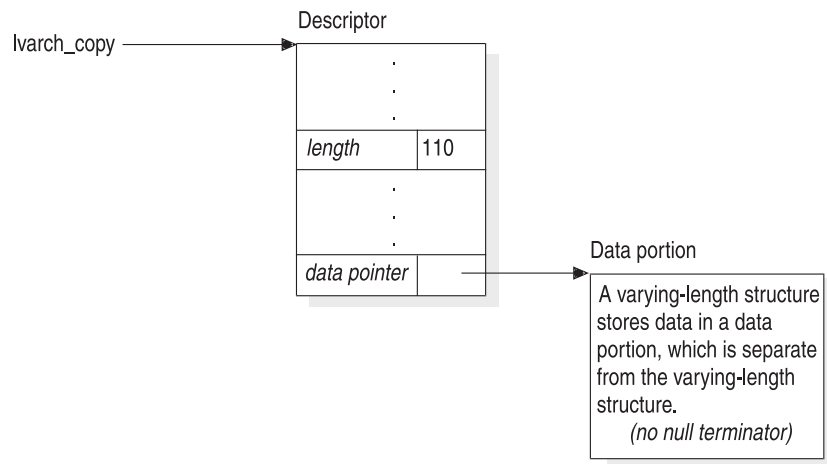 Descriptor
lvarch_copy
.
.
.
length 110
.
.
.
data pointer
Data portion
A varying-length structure
stores data in a data
portion, which is separate
from the varying-length
structure.
(no null terminator)